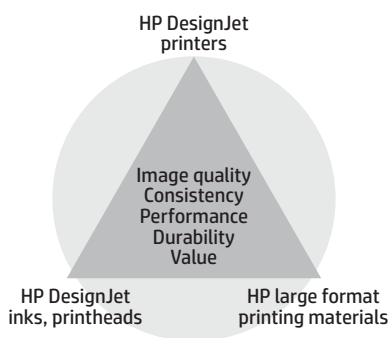 HP DesignJet
printers
Image quality
Consistency
Performance
Durability
Value
HP DesignJet
inks, printheads
HP large format
printing materials